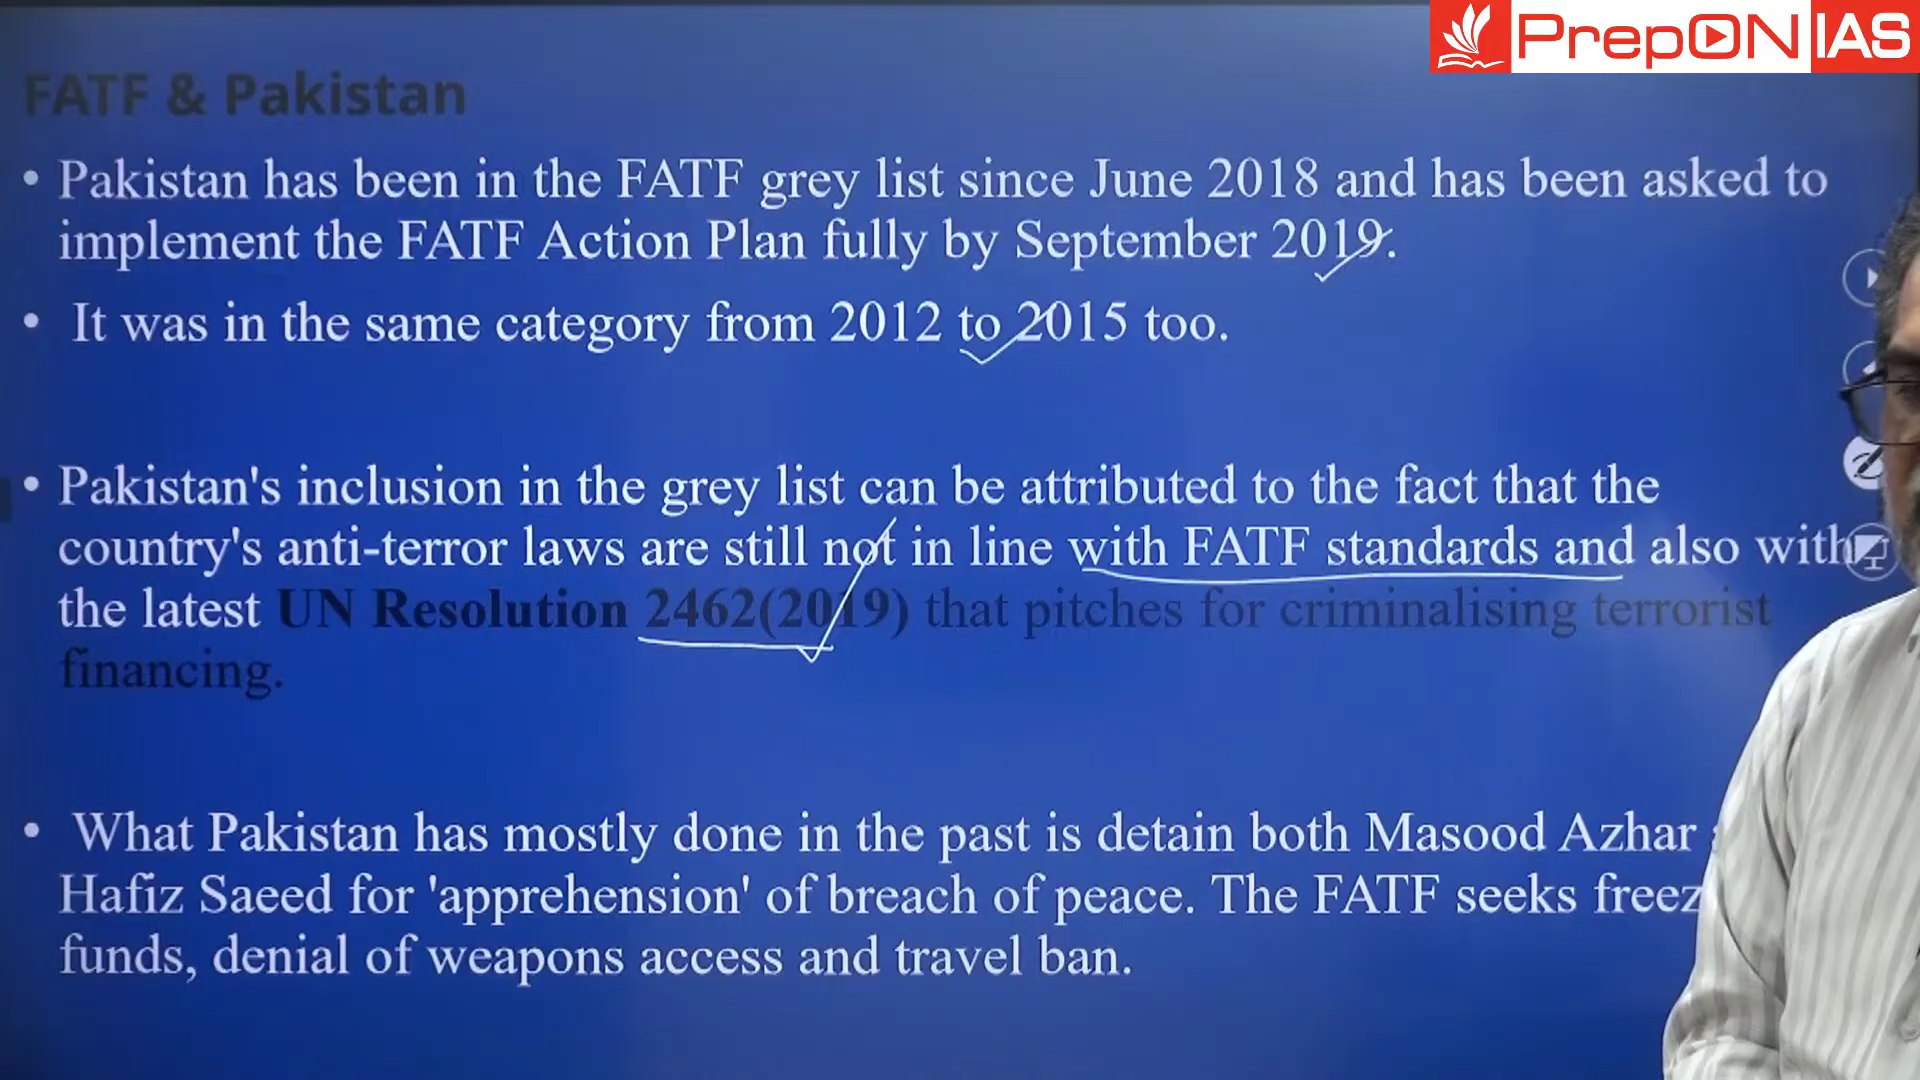 PrepON IAS
FATF & Pakistan
• Pakistan has been in the FATF grey list since June 2018 and has been asked to
implement the FATF Action Plan fully by September 2019.
• It was in the same category from 2012 to 2015 too.
• Pakistan's inclusion in the grey list can be attributed to the fact that the
country's anti-terror laws are still not in line with FATF standards and also with
the latest UN Resolution 2462(2019) that pitches for criminalising terrorist
financing.
• What Pakistan has mostly done in the past is detain both Masood Azhar
Hafiz Saeed for 'apprehension' of breach of peace. The FATF seeks freez
funds, denial of weapons access and travel ban.